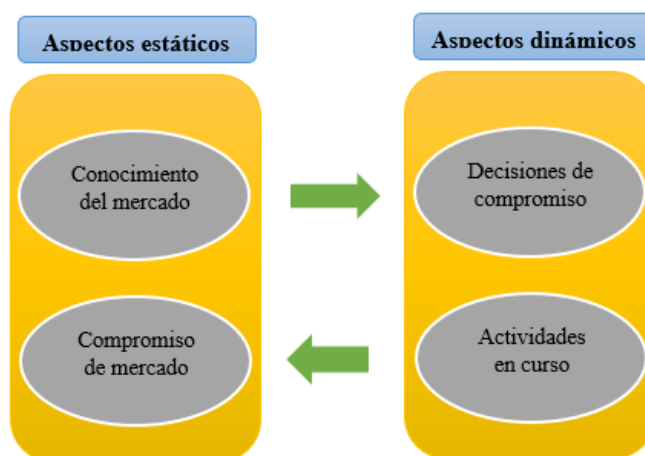 Aspectos estáticos
Conocimiento
del mercado
Compromiso
de mercado
Aspectos dinámicos
Decisiones de
compromiso
Actividades
en curso